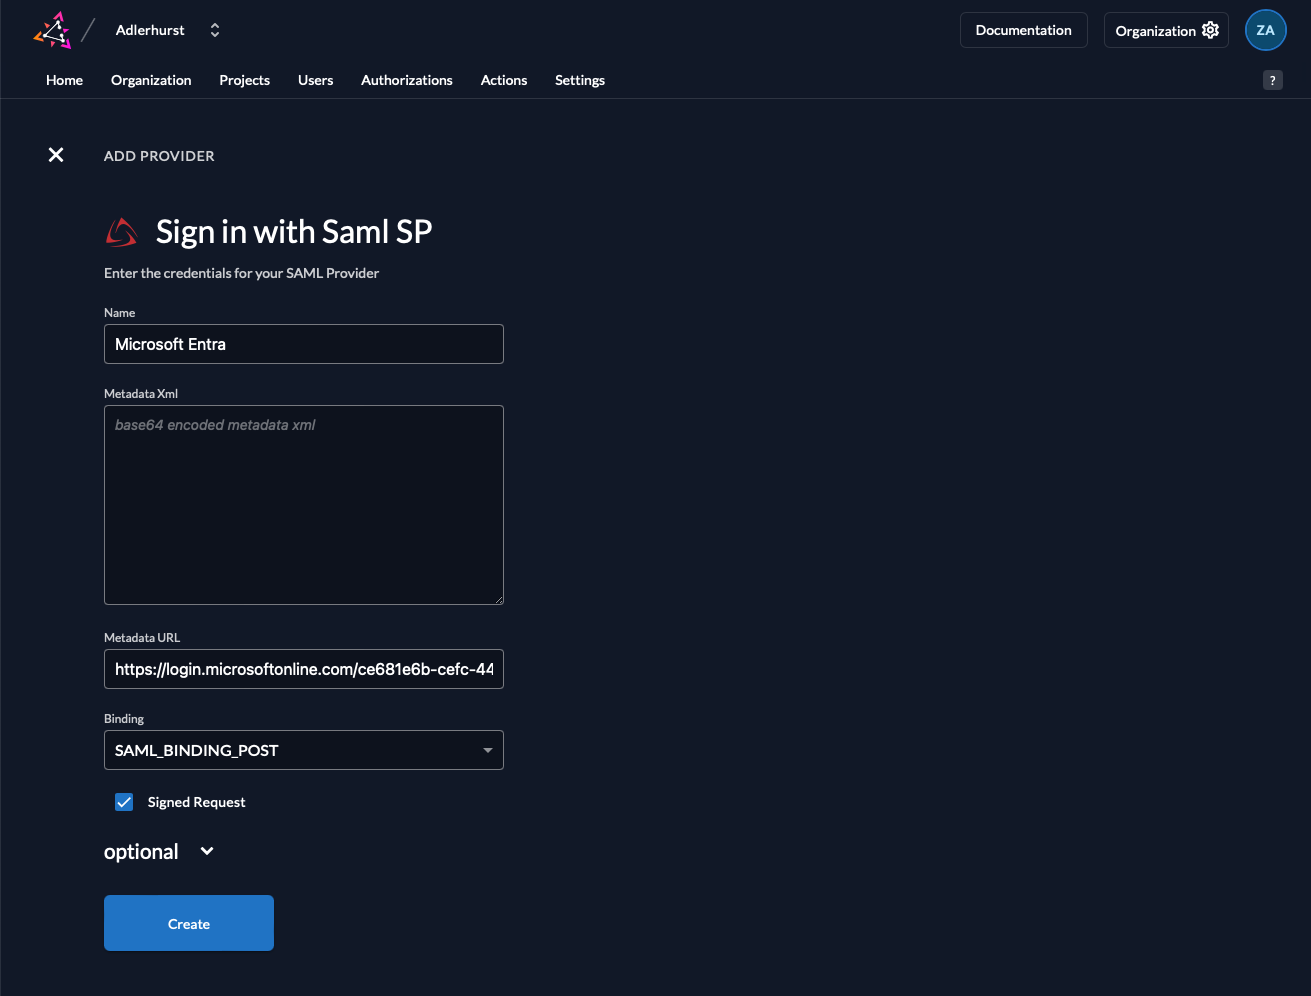 Adlerhurst
Documentation
Organization
ZA
Home Organization Projects Users Authorizations Actions Settings
?
ADD PROVIDER
Sign in with Saml SP
Enter the credentials for your SAML Provider
Name
Microsoft Entra
Metadata Xml
base64 encoded metadata xml
Metadata URL
https://login.microsoftonline.com/ce681e6b-cefc-44
Binding
SAML_BINDING_POST
Signed Request
optional
Create